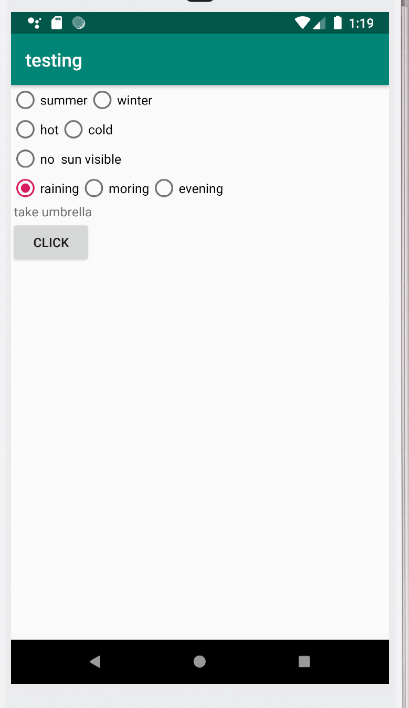 1:19
testing
summer winter
hot cold
no sun visible
raining moring evening
take umbrella
CLICK